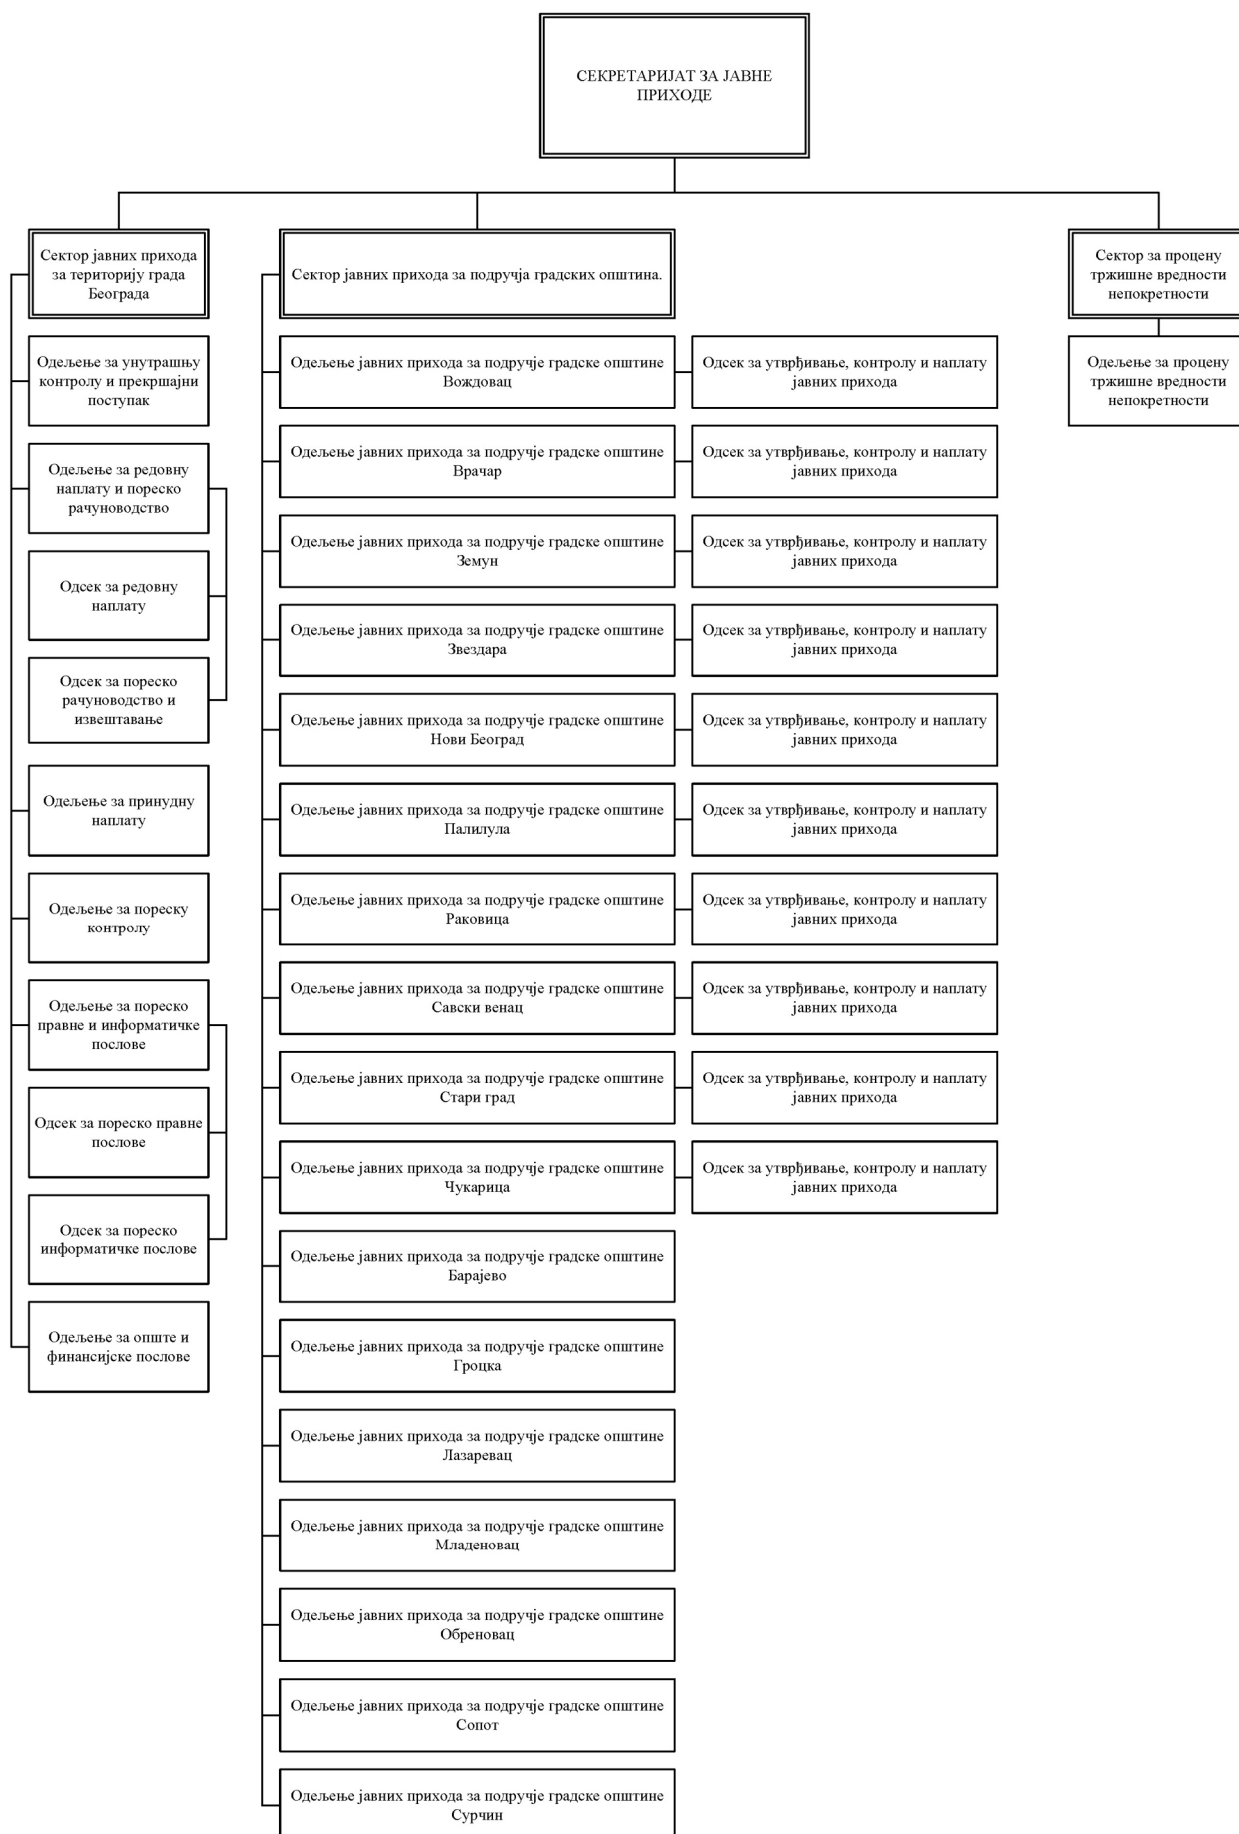 СЕКРЕТАРИЈАТ ЗА ЈАВНЕ
ПРИХОДЕ
Сектор јавних прихода
за територију града
Београда
Одељење за унутрашњу
контролу и прекршајни
поступак
Одељење за редовну
наплату и пореско
рачуноводство
Одсек за редовну
наплату
Одсек за пореско
рачуноводство и
извештавање
Одељење за принудну
наплату
Одељење за пореску
контролу
Одељење за пореско
правне и информатичке
послове
Одсек за пореско правне
послове
Одсек за пореско
информатичке послове
Одељење за опште и
финансијске послове
Сектор јавних прихода за подручја градских општина.
Одељење јавних прихода за подручје градске општине
Вождовац
Одсек за утврђивање, контролу и наплату
јавних прихода
Одељење јавних прихода за подручје градске општине
Врачар
Одсек за утврђивање, контролу и наплату
јавних прихода
Одељење јавних прихода за подручје градске општине
Земун
Одсек за утврђивање, контролу и наплату
јавних прихода
Одељење јавних прихода за подручје градске општине
Звездара
Одсек за утврђивање, контролу и наплату
јавних прихода
Одељење јавних прихода за подручје градске општине
Нови Београд
Одсек за утврђивање, контролу и наплату
јавних прихода
Одељење јавних прихода за подручје градске општине
Палилула
Одсек за утврђивање, контролу и наплату
јавних прихода
Одељење јавних прихода за подручје градске општине
Раковица
Одсек за утврђивање, контролу и наплату
јавних прихода
Одељење јавних прихода за подручје градске општине
Савски венац
Одсек за утврђивање, контролу и наплату
јавних прихода
Одељење јавних прихода за подручје градске општине
Стари град
Одсек за утврђивање, контролу и наплату
јавних прихода
Одељење јавних прихода за подручје градске општине
Чукарица
Одсек за утврђивање, контролу и наплату
јавних прихода
Одељење јавних прихода за подручје градске општине
Барајево
Одељење јавних прихода за подручје градске општине
Гроцка
Одељење јавних прихода за подручје градске општине
Лазаревац
Одељење јавних прихода за подручје градске општине
Младеновац
Одељење јавних прихода за подручје градске општине
Обреновац
Одељење јавних прихода за подручје градске општине
Сопот
Одељење јавних прихода за подручје градске општине
Сурчин
Сектор за процену
тржишне вредности
непокретности
Одељење за процену
тржишне вредности
непокретности